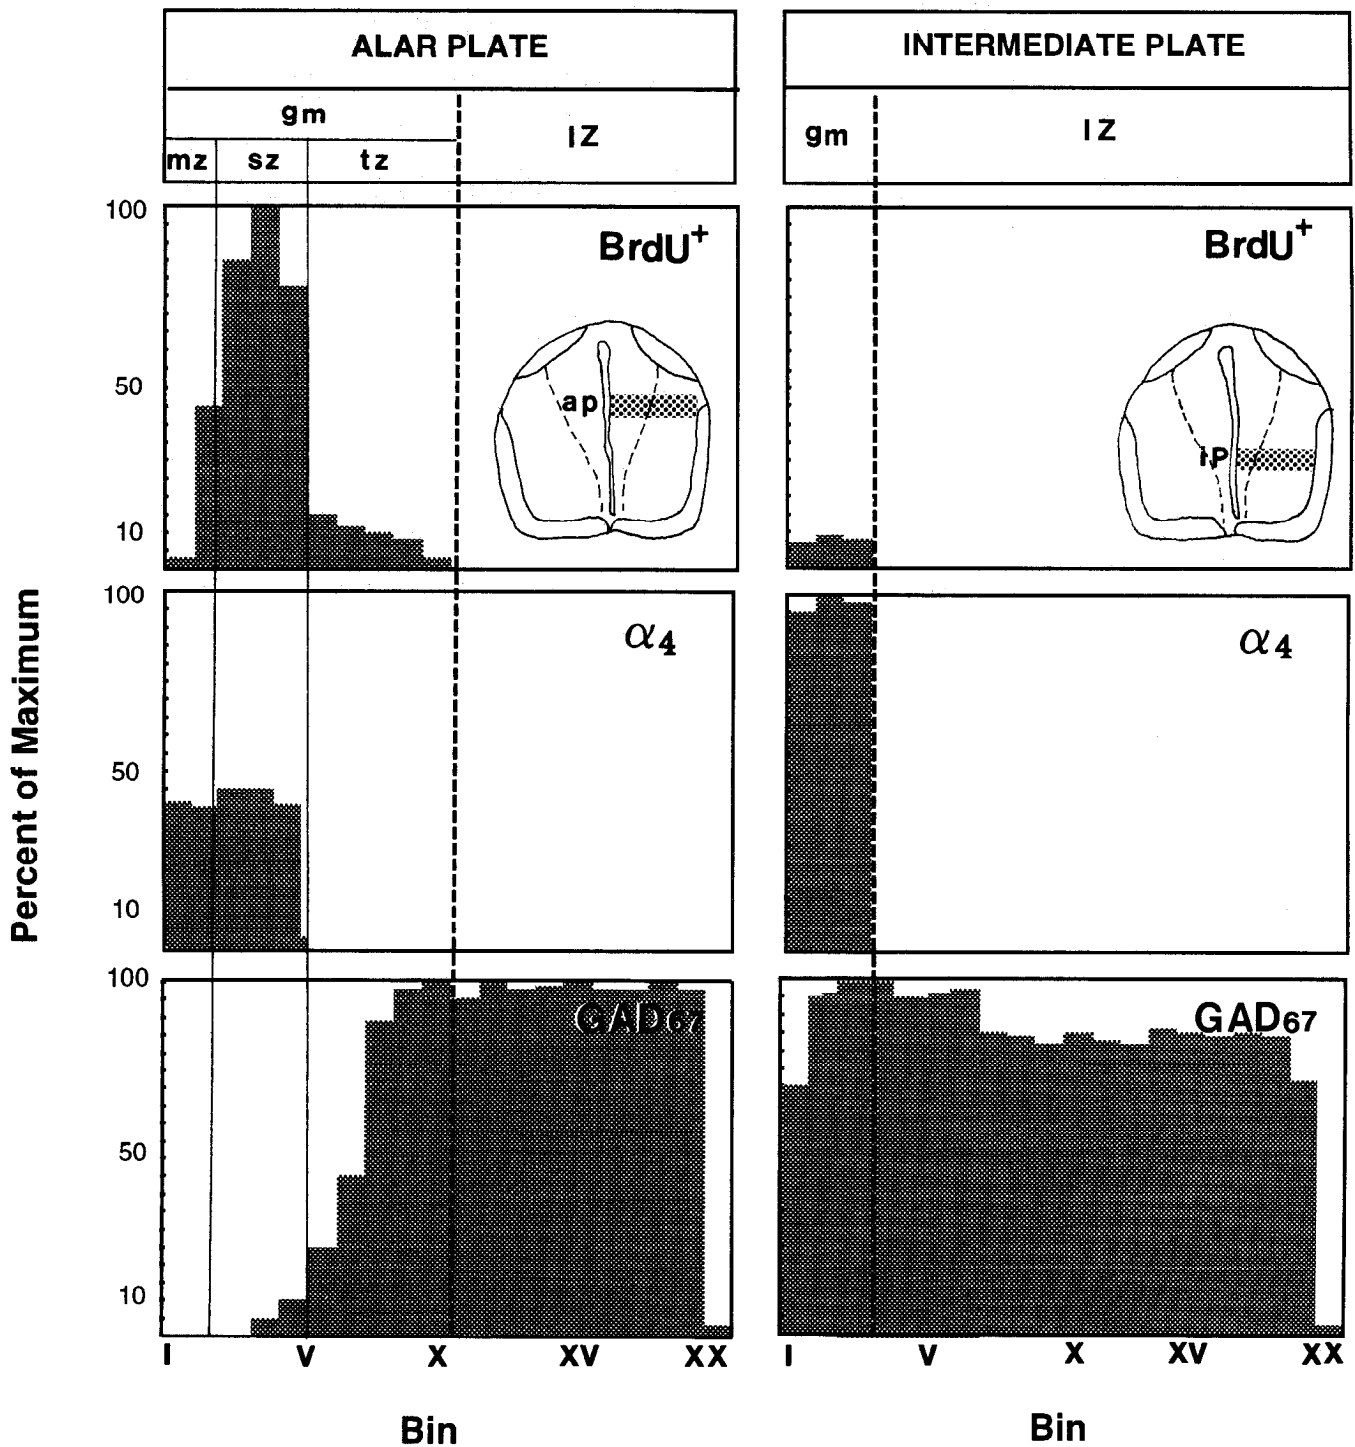 ALAR PLATE
gm
IZ
mz sz tz
INTERMEDIATE PLATE
gm IZ
100
50
10
BrdU+
ap
BrdU+
iP
Percent of Maximum
100
50
10
α4
α4
100
50
10
GAD67
GAD67
I V X XV XX
I V X XV XX
Bin
Bin